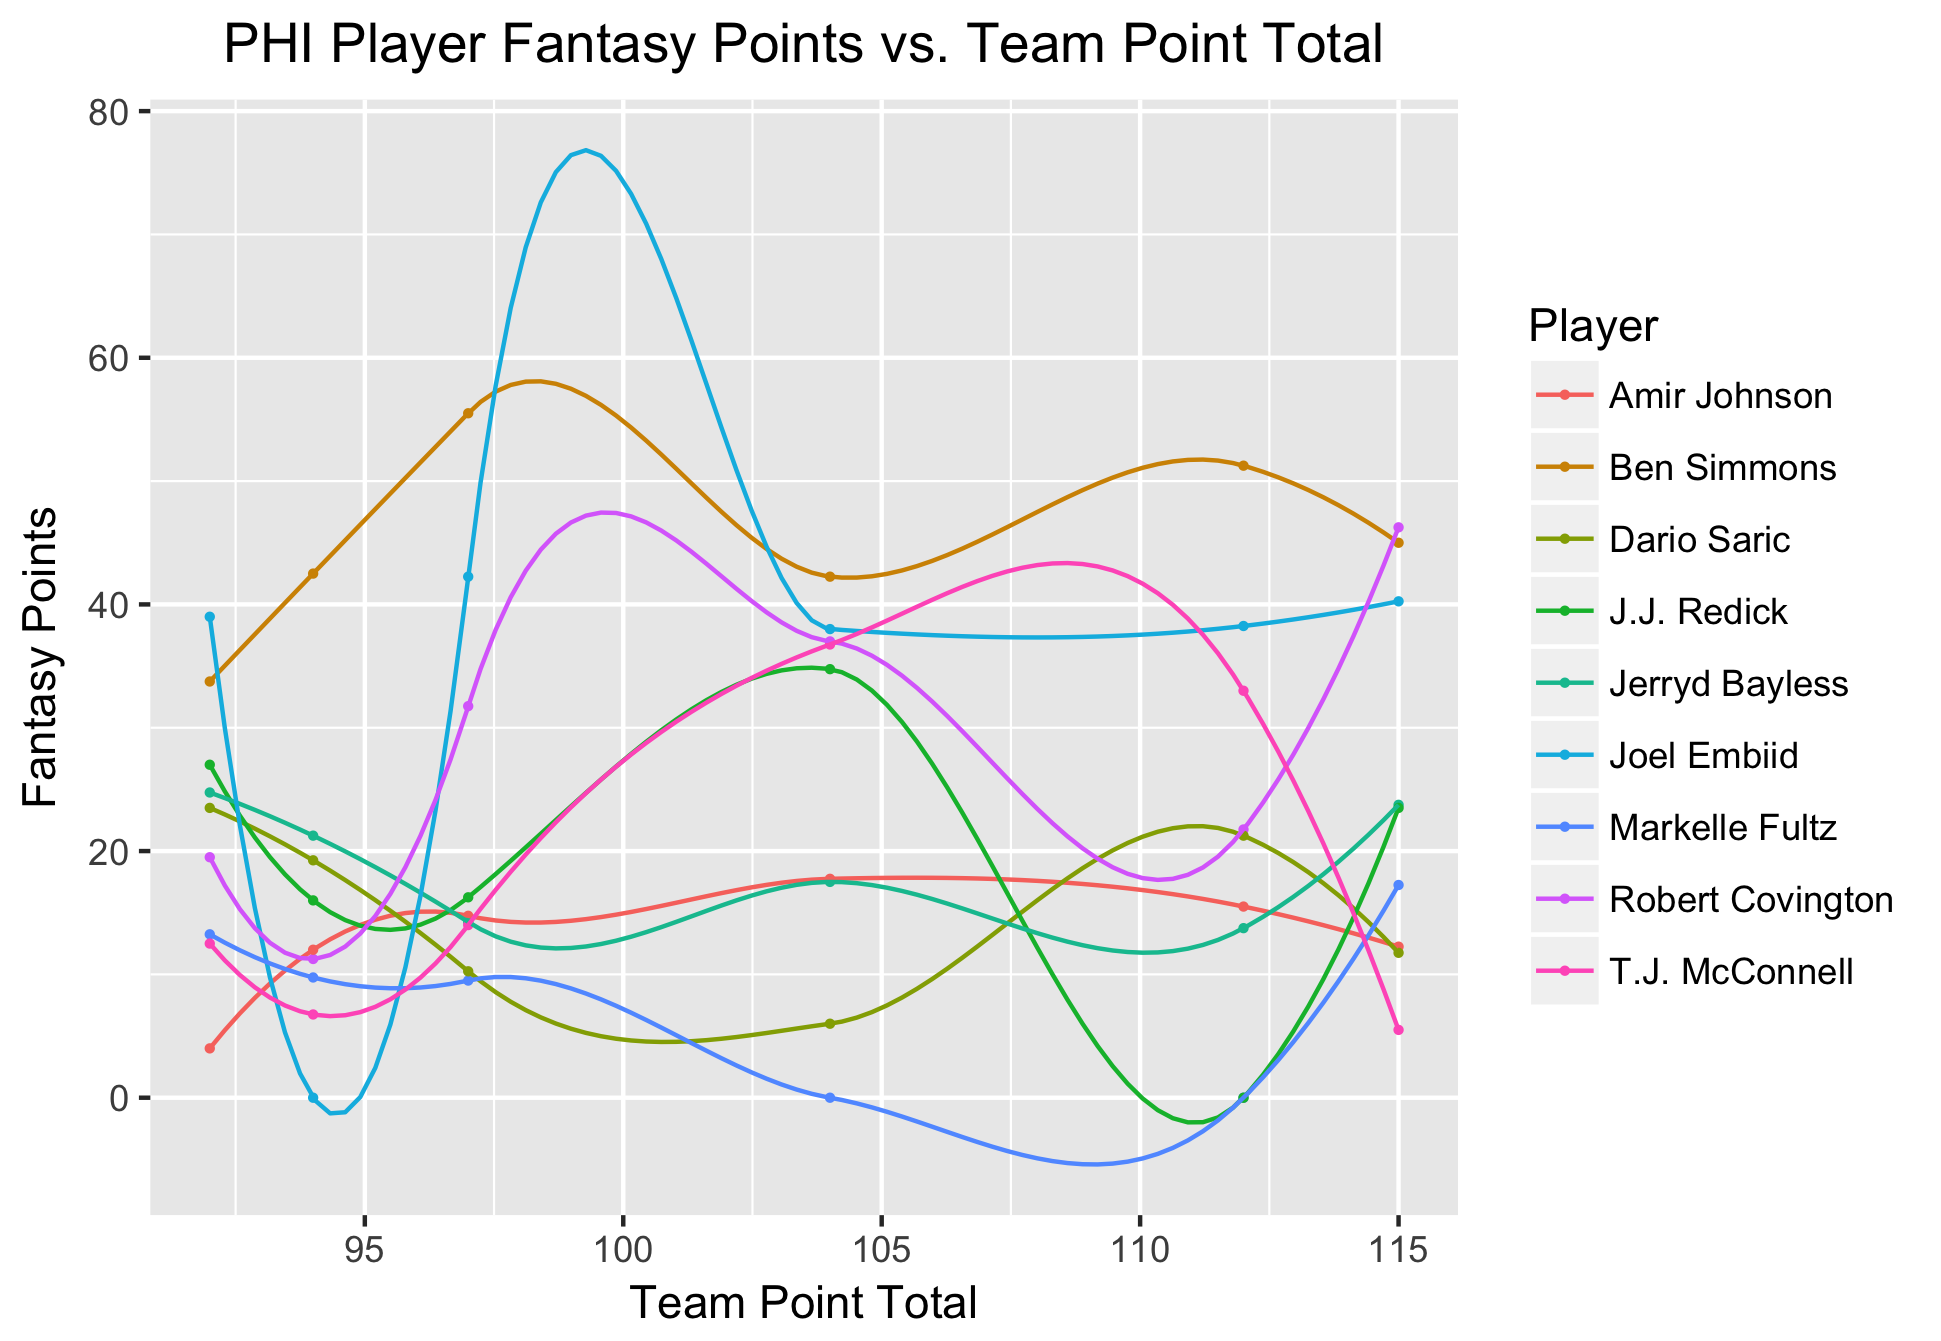 PHI Player Fantasy Points vs. Team Point Total
80
60
40
20
0
Fantasy Points
95 100 105 110 115
Team Point Total
Player
Amir Johnson
Ben Simmons
Dario Saric
J.J. Redick
Jerryd Bayless
Joel Embiid
Markelle Fultz
Robert Covington
T.J. McConnell